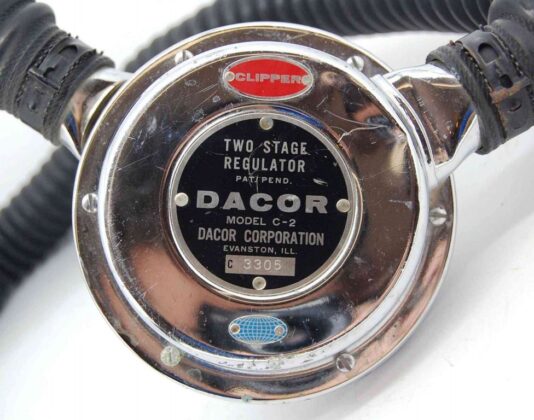 CLIPPER
TWO STAGE
REGULATOR
PAT. PEND.
DACOR
MODEL C-2
DACOR CORPORATION
EVANSTON, ILL.
C 3305